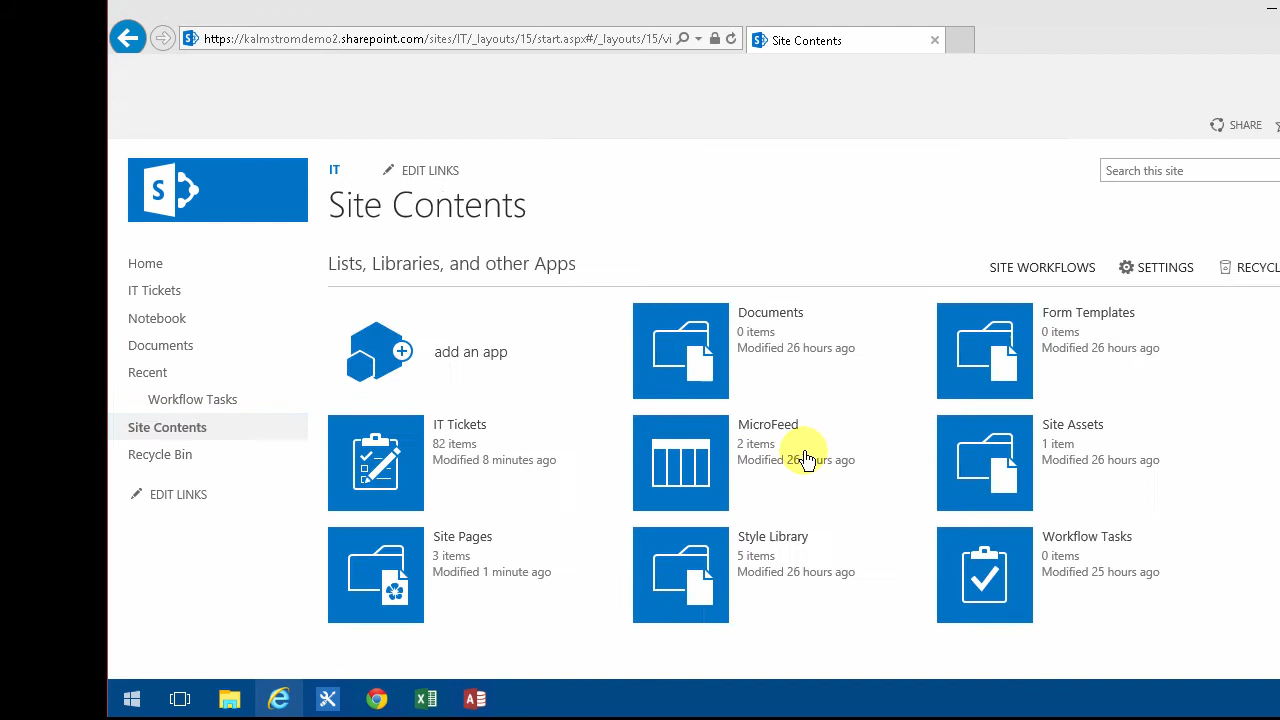 https://kalmstromdemo2.sharepoint.com/sites/IT/_layouts/15/start.aspx#/_layouts/15/vi
Site Contents
SHARE
IT
EDIT LINKS
Search this site
Site Contents
Home
IT Tickets
Notebook
Documents
Recent
Workflow Tasks
Site Contents
Recycle Bin
EDIT LINKS
Lists, Libraries, and other Apps
SITE WORKFLOWS
SETTINGS
RECYCL
add an app
Documents
0 items
Modified 26 hours ago
Form Templates
0 items
Modified 26 hours ago
IT Tickets
82 items
Modified 8 minutes ago
MicroFeed
2 items
Modified 26 hours ago
Site Assets
1 item
Modified 26 hours ago
Site Pages
3 items
Modified 1 minute ago
Style Library
5 items
Modified 26 hours ago
Workflow Tasks
0 items
Modified 25 hours ago